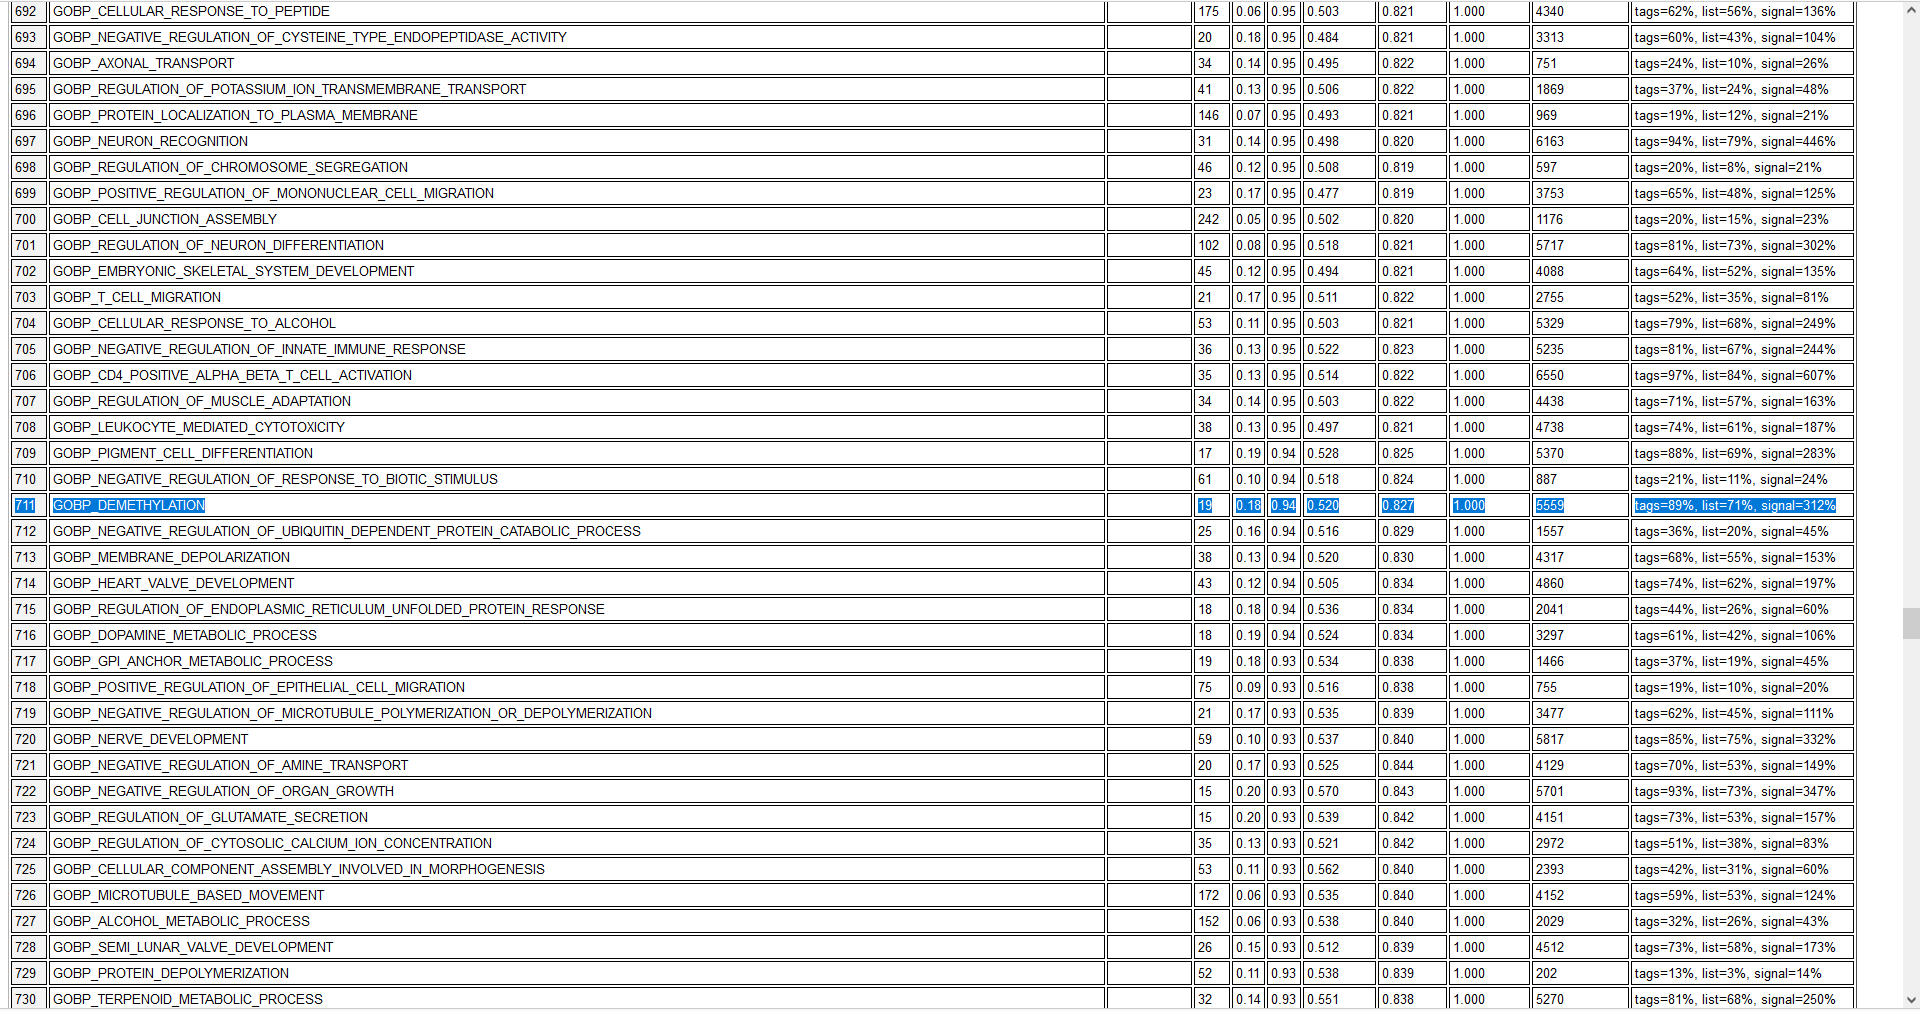 692 GOBP_CELLULAR_RESPONSE_TO_PEPTIDE 175 0.06 0.95 0.503 0.821 1.000 4340 tags=62%, list=56%, signal=136%
693 GOBP_NEGATIVE_REGULATION_OF_CYSTEINE_TYPE_ENDOPEPTIDASE_ACTIVITY 20 0.18 0.95 0.484 0.821 1.000 3313 tags=60%, list=43%, signal=104%
694 GOBP_AXONAL_TRANSPORT 34 0.14 0.95 0.495 0.822 1.000 751 tags=24%, list=10%, signal=26%
695 GOBP_REGULATION_OF_POTASSIUM_ION_TRANSMEMBRANE_TRANSPORT 41 0.13 0.95 0.506 0.822 1.000 1869 tags=37%, list=24%, signal=48%
696 GOBP_PROTEIN_LOCALIZATION_TO_PLASMA_MEMBRANE 146 0.07 0.95 0.493 0.821 1.000 969 tags=19%, list=12%, signal=21%
697 GOBP_NEURON_RECOGNITION 31 0.14 0.95 0.498 0.820 1.000 6163 tags=94%, list=79%, signal=446%
698 GOBP_REGULATION_OF_CHROMOSOME_SEGREGATION 46 0.12 0.95 0.508 0.819 1.000 597 tags=20%, list=8%, signal=21%
699 GOBP_POSITIVE_REGULATION_OF_MONONUCLEAR_CELL_MIGRATION 23 0.17 0.95 0.477 0.819 1.000 3753 tags=65%, list=48%, signal=125%
700 GOBP_CELL_JUNCTION_ASSEMBLY 242 0.05 0.95 0.502 0.820 1.000 1176 tags=20%, list=15%, signal=23%
701 GOBP_REGULATION_OF_NEURON_DIFFERENTIATION 102 0.08 0.95 0.518 0.821 1.000 5717 tags=81%, list=73%, signal=302%
702 GOBP_EMBRYONIC_SKELETAL_SYSTEM_DEVELOPMENT 45 0.12 0.95 0.494 0.821 1.000 4088 tags=64%, list=52%, signal=135%
703 GOBP_T_CELL_MIGRATION 21 0.17 0.95 0.511 0.822 1.000 2755 tags=52%, list=35%, signal=81%
704 GOBP_CELLULAR_RESPONSE_TO_ALCOHOL 53 0.11 0.95 0.503 0.821 1.000 5329 tags=79%, list=68%, signal=249%
705 GOBP_NEGATIVE_REGULATION_OF_INNATE_IMMUNE_RESPONSE 36 0.13 0.95 0.522 0.823 1.000 5235 tags=81%, list=67%, signal=244%
706 GOBP_CD4_POSITIVE_ALPHA_BETA_T_CELL_ACTIVATION 35 0.13 0.95 0.514 0.822 1.000 6550 tags=97%, list=84%, signal=607%
707 GOBP_REGULATION_OF_MUSCLE_ADAPTATION 34 0.14 0.95 0.503 0.822 1.000 4438 tags=71%, list=57%, signal=163%
708 GOBP_LEUKOCYTE_MEDIATED_CYTOTOXICITY 38 0.13 0.95 0.497 0.821 1.000 4738 tags=74%, list=61%, signal=187%
709 GOBP_PIGMENT_CELL_DIFFERENTIATION 17 0.19 0.94 0.528 0.825 1.000 5370 tags=88%, list=69%, signal=283%
710 GOBP_NEGATIVE_REGULATION_OF_RESPONSE_TO_BIOTIC_STIMULUS 61 0.10 0.94 0.518 0.824 1.000 887 tags=21%, list=11%, signal=24%
711 GOBP_DEMETHYLATION 19 0.18 0.94 0.520 0.827 1.000 5559 tags=89%, list=71%, signal=312%
712 GOBP_NEGATIVE_REGULATION_OF_UBIQUITIN_DEPENDENT_PROTEIN_CATABOLIC_PROCESS 25 0.16 0.94 0.516 0.829 1.000 1557 tags=36%, list=20%, signal=45%
713 GOBP_MEMBRANE_DEPOLARIZATION 38 0.13 0.94 0.520 0.830 1.000 4317 tags=68%, list=55%, signal=153%
714 GOBP_HEART_VALVE_DEVELOPMENT 43 0.12 0.94 0.505 0.834 1.000 4860 tags=74%, list=62%, signal=197%
715 GOBP_REGULATION_OF_ENDOPLASMIC_RETICULUM_UNFOLDED_PROTEIN_RESPONSE 18 0.18 0.94 0.536 0.834 1.000 2041 tags=44%, list=26%, signal=60%
716 GOBP_DOPAMINE_METABOLIC_PROCESS 18 0.19 0.94 0.524 0.834 1.000 3297 tags=61%, list=42%, signal=106%
717 GOBP_GPI_ANCHOR_METABOLIC_PROCESS 19 0.18 0.93 0.534 0.838 1.000 1466 tags=37%, list=19%, signal=45%
718 GOBP_POSITIVE_REGULATION_OF_EPITHELIAL_CELL_MIGRATION 75 0.09 0.93 0.516 0.838 1.000 755 tags=19%, list=10%, signal=20%
719 GOBP_NEGATIVE_REGULATION_OF_MICROTUBULE_POLYMERIZATION_OR_DEPOLYMERIZATION 21 0.17 0.93 0.535 0.839 1.000 3477 tags=62%, list=45%, signal=111%
720 GOBP_NERVE_DEVELOPMENT 59 0.10 0.93 0.537 0.840 1.000 5817 tags=85%, list=75%, signal=332%
721 GOBP_NEGATIVE_REGULATION_OF_AMINE_TRANSPORT 20 0.17 0.93 0.525 0.844 1.000 4129 tags=70%, list=53%, signal=149%
722 GOBP_NEGATIVE_REGULATION_OF_ORGAN_GROWTH 15 0.20 0.93 0.570 0.843 1.000 5701 tags=93%, list=73%, signal=347%
723 GOBP_REGULATION_OF_GLUTAMATE_SECRETION 15 0.20 0.93 0.539 0.842 1.000 4151 tags=73%, list=53%, signal=157%
724 GOBP_REGULATION_OF_CYTOSOLIC_CALCIUM_ION_CONCENTRATION 35 0.13 0.93 0.521 0.842 1.000 2972 tags=51%, list=38%, signal=83%
725 GOBP_CELLULAR_COMPONENT_ASSEMBLY_INVOLVED_IN_MORPHOGENESIS 53 0.11 0.93 0.562 0.840 1.000 2393 tags=42%, list=31%, signal=60%
726 GOBP_MICROTUBULE_BASED_MOVEMENT 172 0.06 0.93 0.535 0.840 1.000 4152 tags=59%, list=53%, signal=124%
727 GOBP_ALCOHOL_METABOLIC_PROCESS 152 0.06 0.93 0.538 0.840 1.000 2029 tags=32%, list=26%, signal=43%
728 GOBP_SEMI_LUNAR_VALVE_DEVELOPMENT 26 0.15 0.93 0.512 0.839 1.000 4512 tags=73%, list=58%, signal=173%
729 GOBP_PROTEIN_DEPOLYMERIZATION 52 0.11 0.93 0.538 0.839 1.000 202 tags=13%, list=3%, signal=14%
730 GOBP_TERPENOID_METABOLIC_PROCESS 32 0.14 0.93 0.551 0.838 1.000 5270 tags=81%, list=68%, signal=250%